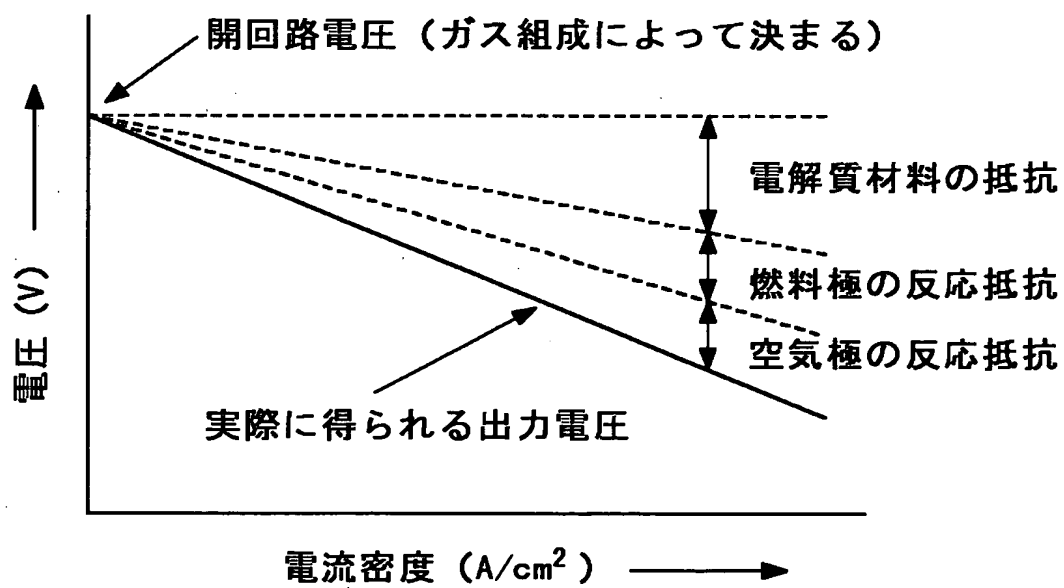 開回路電圧（ガス組成によって決まる）
電解質材料の抵抗
燃料極の反応抵抗
空気極の反応抵抗
実際に得られる出力電圧
電圧（V）
電流密度（A/cm²）